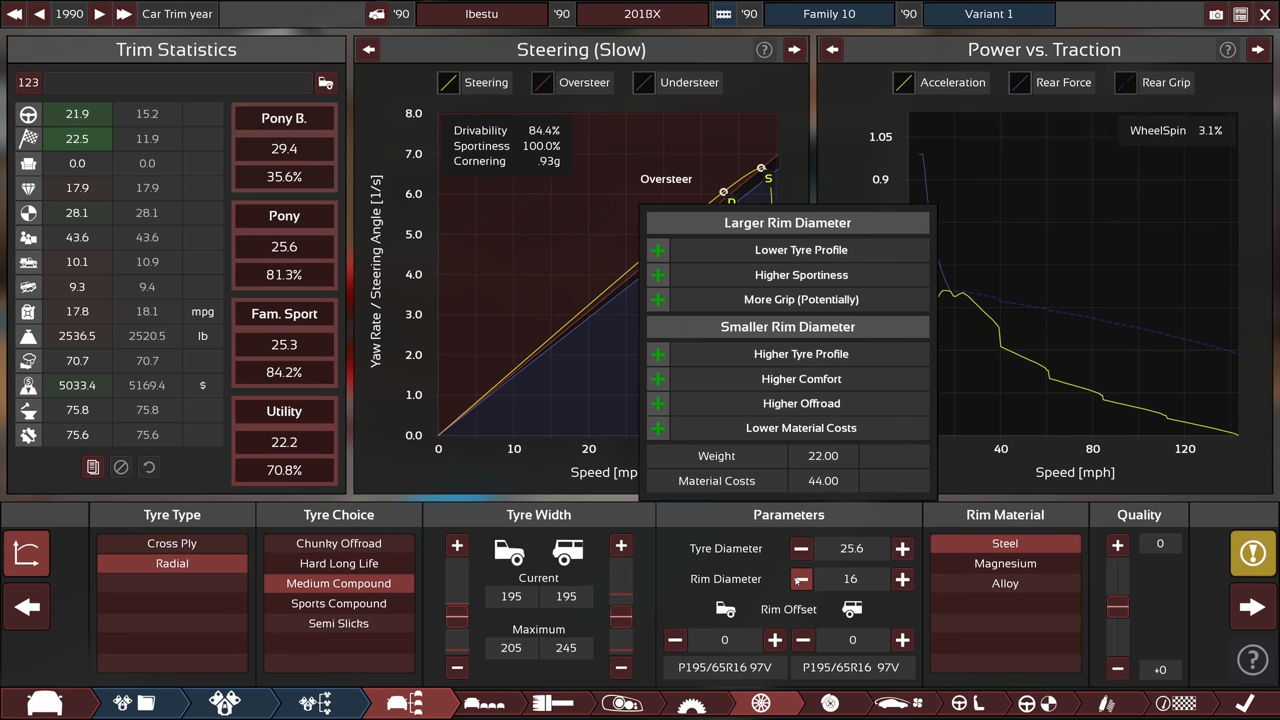 1990 Car Trim year '90 Ibestu '90 201BX '90 Family 10 '90 Variant 1 X
Trim Statistics
123
21.9 15.2
22.5 11.9
0.0 0.0
17.9 17.9
28.1 28.1
43.6 43.6
10.1 10.9
9.3 9.4
17.8 18.1 mpg
2536.5 2520.5 lb
70.7 70.7
5033.4 5169.4 $
75.8 75.8
75.6 75.6
Pony B.
29.4
35.6%
Pony
25.6
81.3%
Fam. Sport
25.3
84.2%
Utility
22.2
70.8%
Steering (Slow) ?
Steering Oversteer Understeer
8.0
7.0
6.0
5.0
4.0
3.0
2.0
1.0
0.0
Yaw Rate / Steering Angle [1/s]
Drivability 84.4%
Sportiness 100.0%
Cornering .93g
Oversteer
S
D
0 10 20
Speed [mp
Power vs. Traction ?
Acceleration Rear Force Rear Grip
1.05
0.9
WheelSpin 3.1%
40 80 120
Speed [mph]
Larger Rim Diameter
Lower Tyre Profile
Higher Sportiness
More Grip (Potentially)
Smaller Rim Diameter
Higher Tyre Profile
Higher Comfort
Higher Offroad
Lower Material Costs
Weight 22.00
Material Costs 44.00
Tyre Type
Cross Ply
Radial
Tyre Choice
Chunky Offroad
Hard Long Life
Medium Compound
Sports Compound
Semi Slicks
Tyre Width
Current
195 195
Maximum
205 245
Parameters
Tyre Diameter 25.6
Rim Diameter 16
Rim Offset
0 0
P195/65R16 97V P195/65R16 97V
Rim Material
Steel
Magnesium
Alloy
Quality
0
+0
!
?